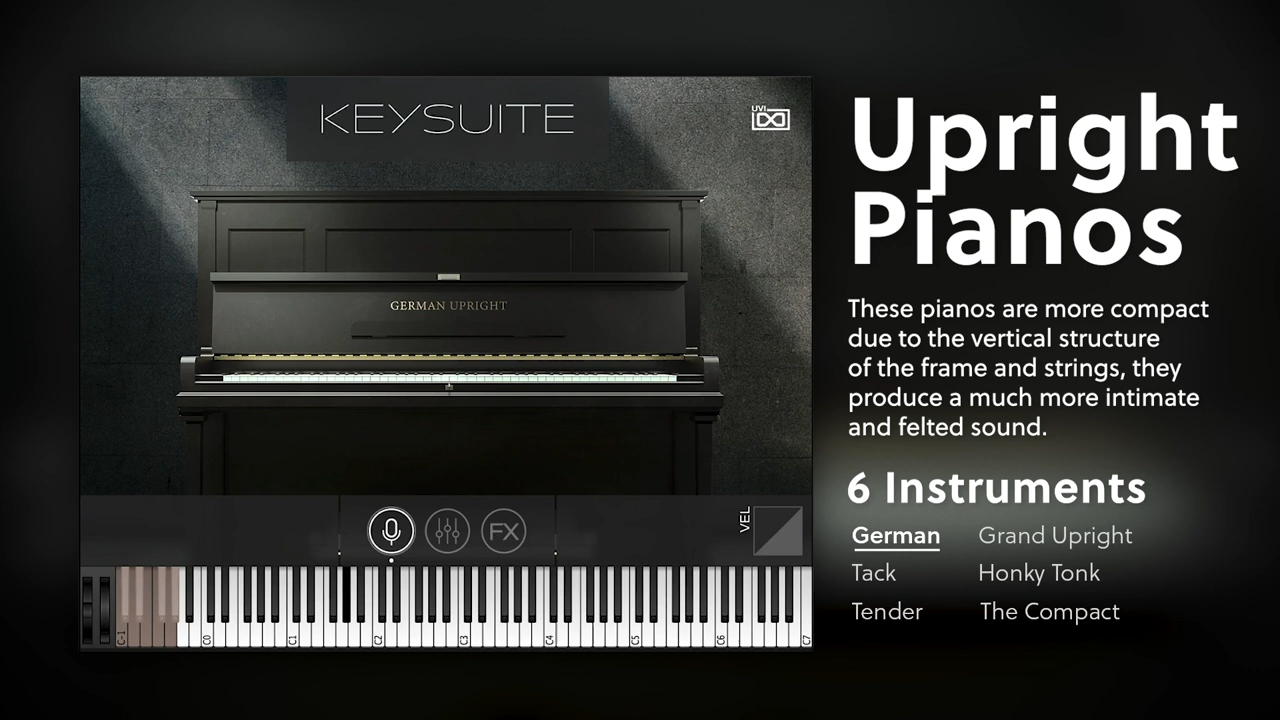 KEYSUITE
UVI
GERMAN UPRIGHT
FX
VEL
C-1 C0 C1 C2 C3 C4 C5 C6 C7
Upright
Pianos
These pianos are more compact
due to the vertical structure
of the frame and strings, they
produce a much more intimate
and felted sound.
6 Instruments
German Grand Upright
Tack Honky Tonk
Tender The Compact